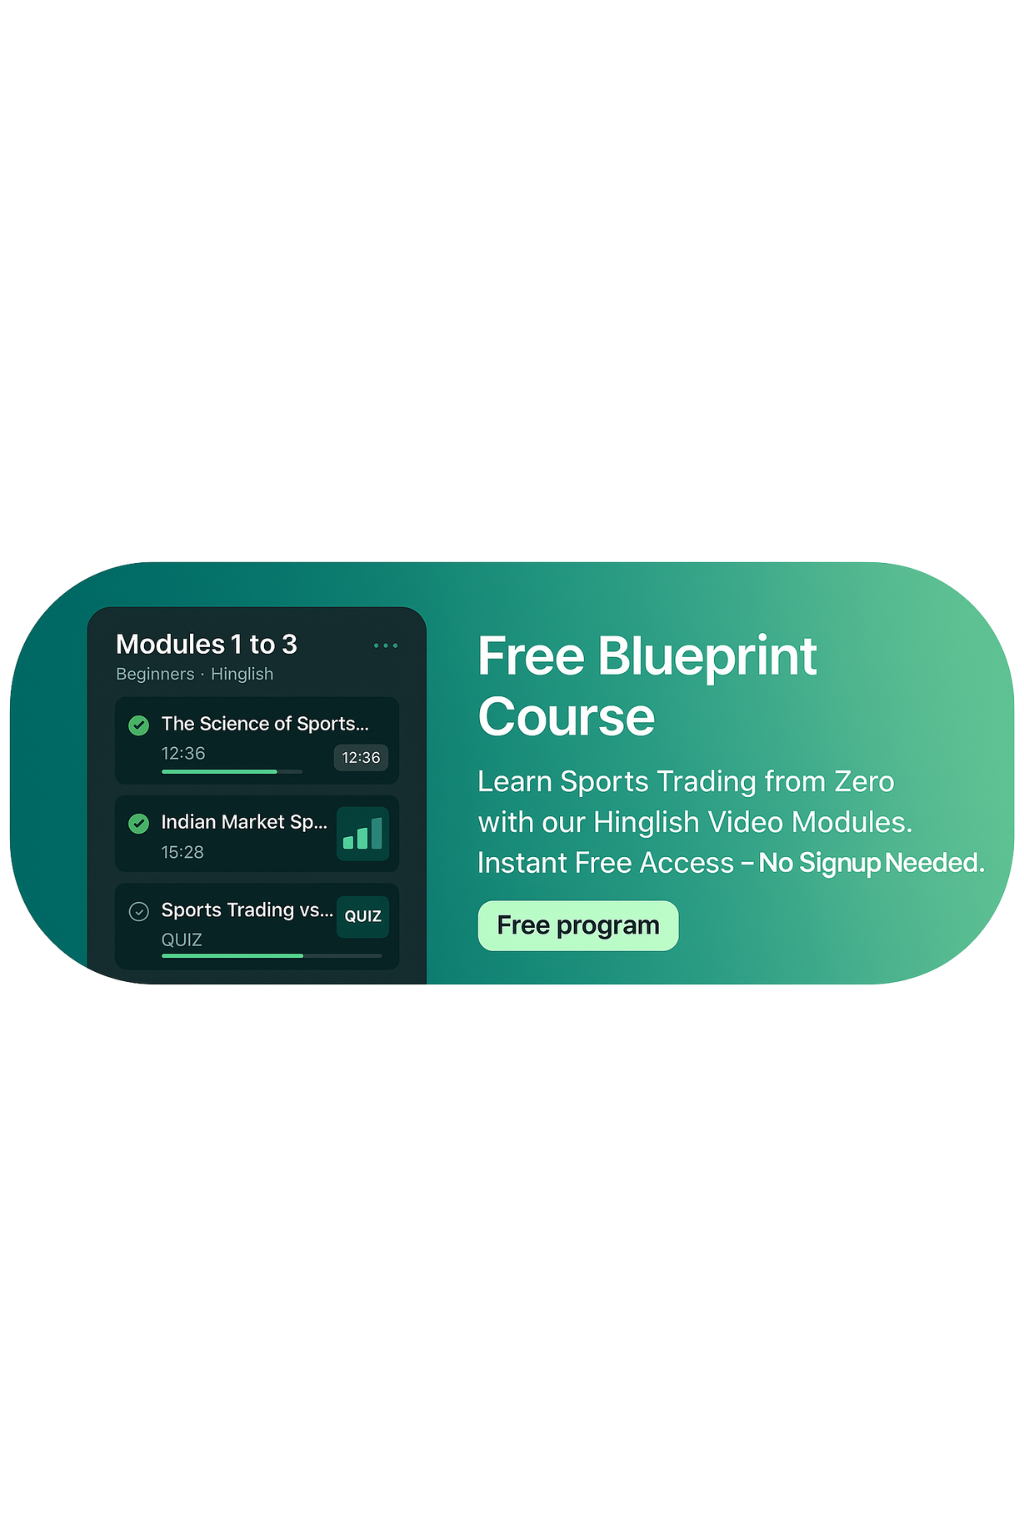 Modules 1 to 3
Beginners · Hinglish
The Science of Sports...
12:36
12:36
Indian Market Sp...
15:28
Sports Trading vs...
QUIZ
QUIZ
Free Blueprint
Course
Learn Sports Trading from Zero
with our Hinglish Video Modules.
Instant Free Access – No Signup Needed.
Free program